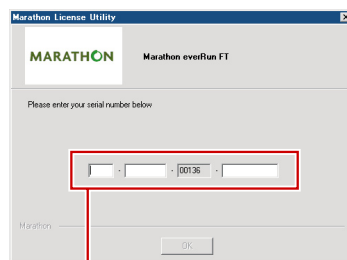 Marathon License Utility
MARATHON
Marathon everRun FT
Please enter your serial number below
- - 00136 -
Marathon
OK